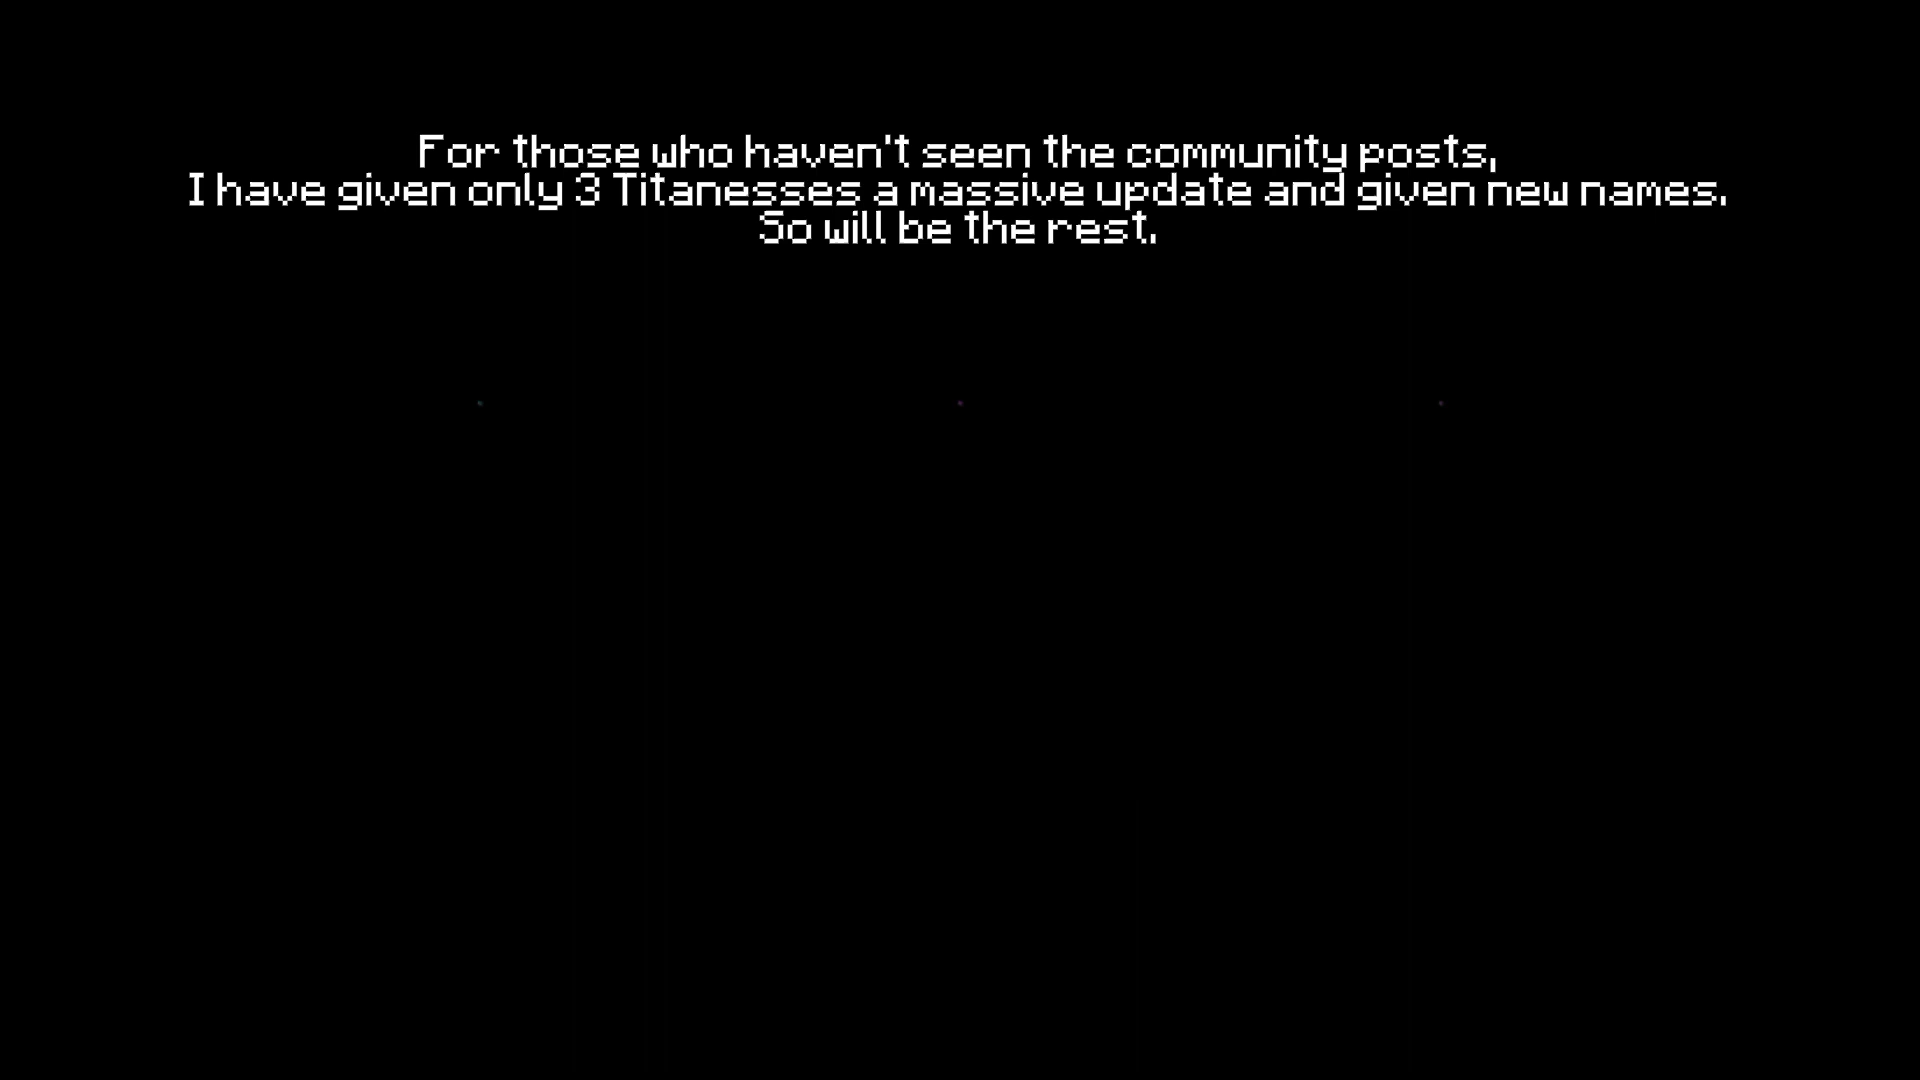 For those who haven't seen the community posts,
I have given only 3 Titanesses a massive update and given new names.
So will be the rest.